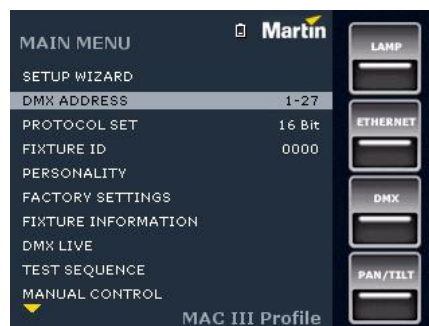 Martin
MAIN MENU
SETUP WIZARD
DMX ADDRESS 1-27
PROTOCOL SET 16 Bit
FIXTURE ID 0000
PERSONALITY
FACTORY SETTINGS
FIXTURE INFORMATION
DMX LIVE
TEST SEQUENCE
MANUAL CONTROL
MAC III Profile
LAMP
ETHERNET
DMX
PAN/TILT